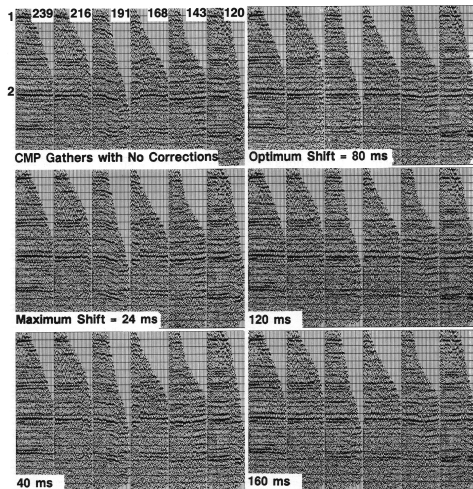 1 239 216 191 168 143 120
2
CMP Gathers with No Corrections
Optimum Shift = 80 ms
Maximum Shift = 24 ms
120 ms
40 ms
160 ms